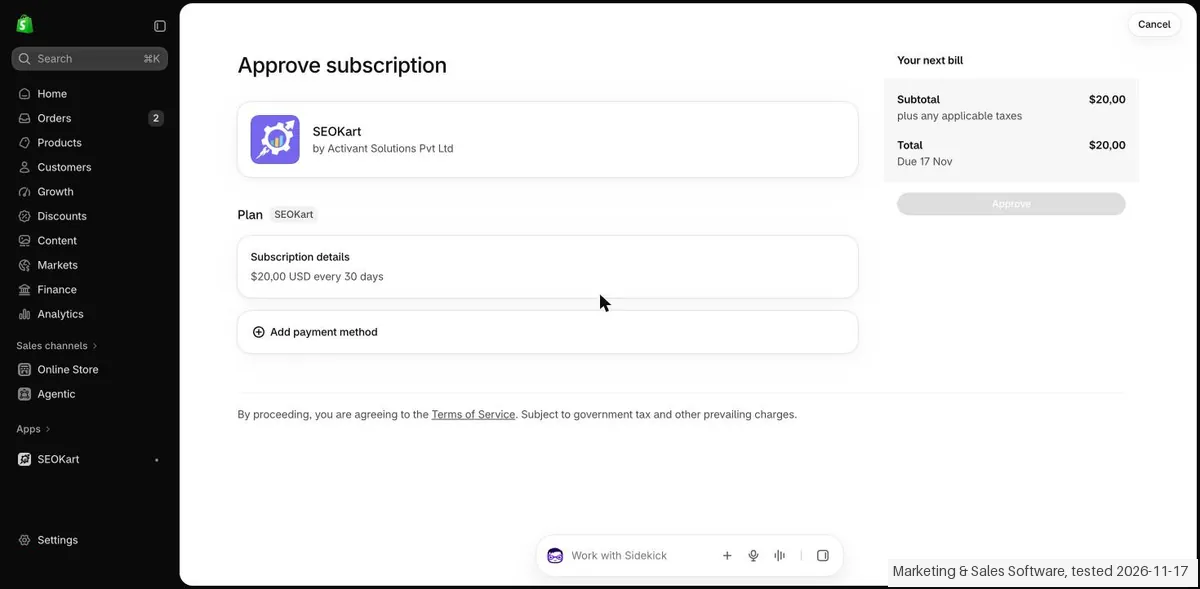 Search ⌘K
Home
Orders 2
Products
Customers
Growth
Discounts
Content
Markets
Finance
Analytics
Sales channels
Online Store
Agentic
Apps
SEOKart
Settings
Cancel
Approve subscription
SEOKart
by Activant Solutions Pvt Ltd
Plan SEOKart
Subscription details
$20,00 USD every 30 days
Add payment method
By proceeding, you are agreeing to the Terms of Service. Subject to government tax and other prevailing charges.
Your next bill
Subtotal $20,00
plus any applicable taxes
Total $20,00
Due 17 Nov
Approve
Work with Sidekick
Marketing & Sales Software, tested 2026-11-17